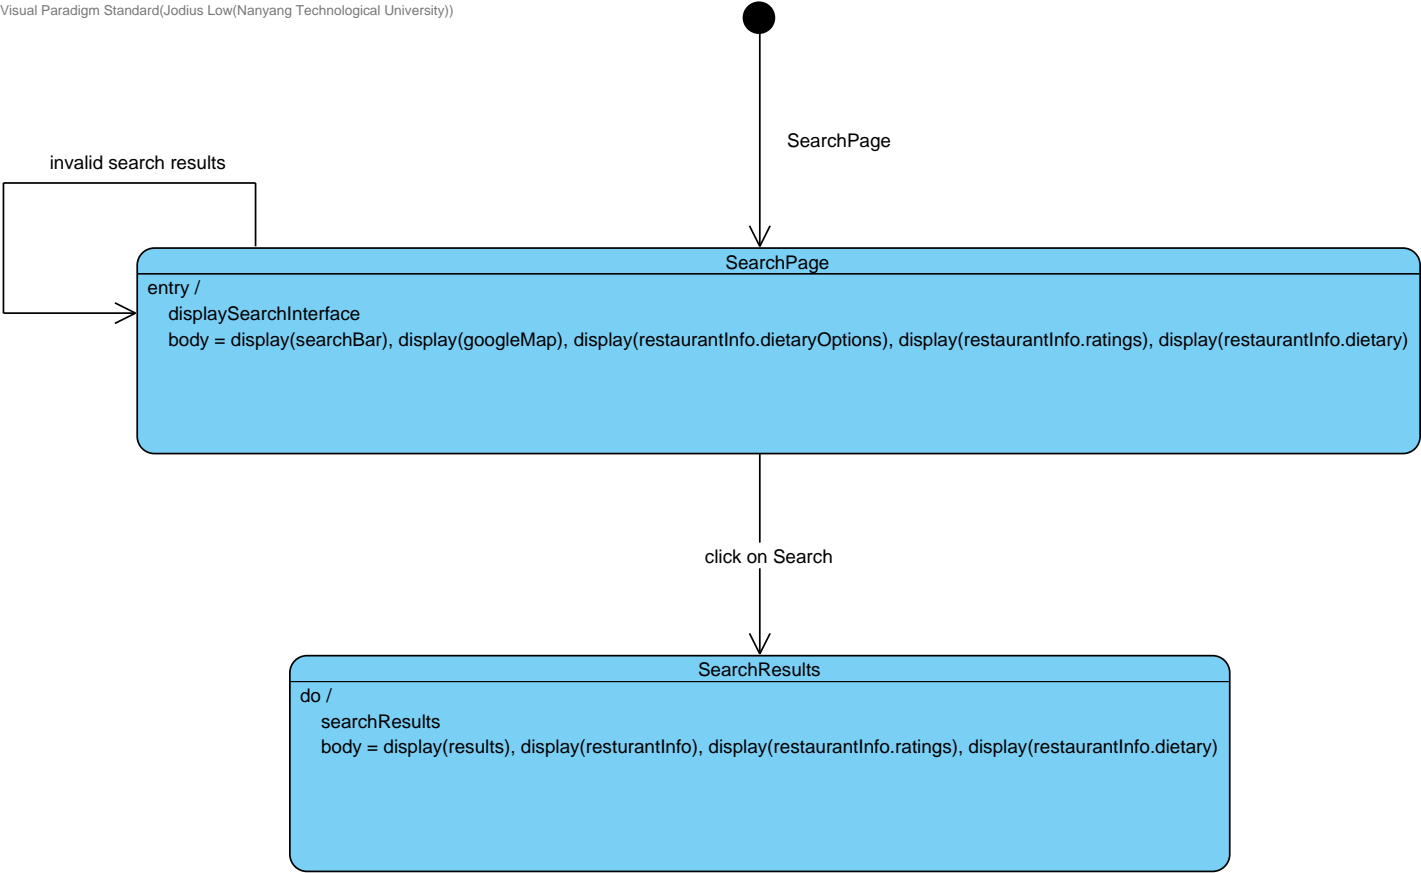 Visual Paradigm Standard(Jodius Low(Nanyang Technological University))
SearchPage
invalid search results
SearchPage
entry /
displaySearchInterface
body = display(searchBar), display(googleMap), display(restaurantInfo.dietaryOptions), display(restaurantInfo.ratings), display(restaurantInfo.dietary)
click on Search
SearchResults
do /
searchResults
body = display(results), display(resturantInfo), display(restaurantInfo.ratings), display(restaurantInfo.dietary)